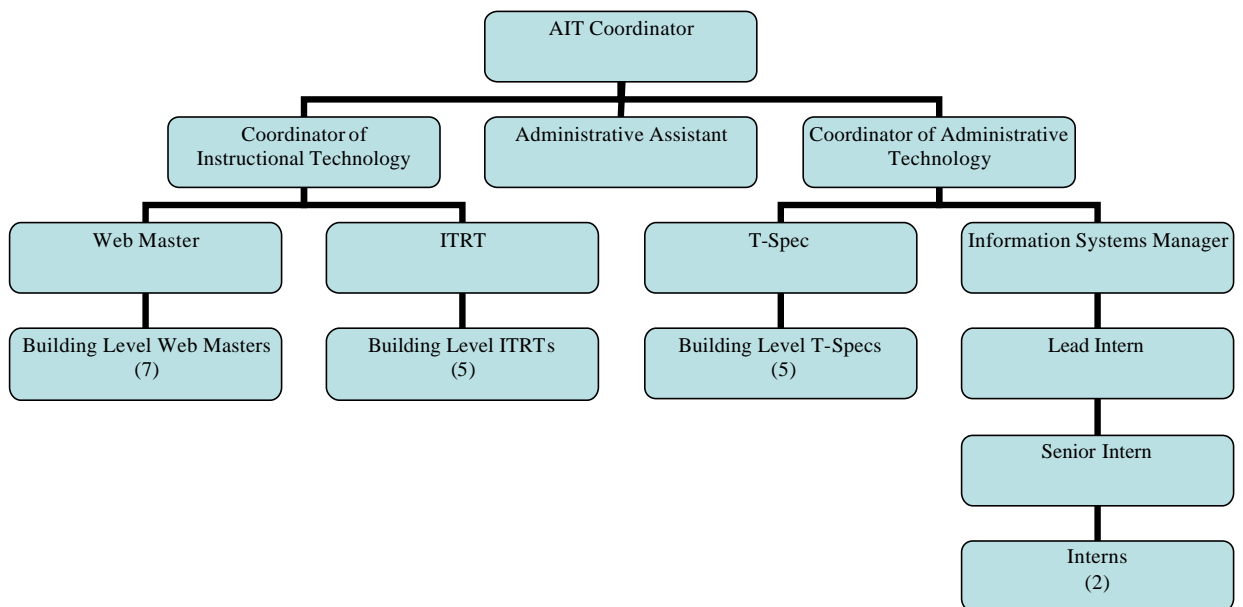 AIT Coordinator
Coordinator of
Instructional Technology
Administrative Assistant
Coordinator of Administrative
Technology
Web Master
ITRT
T-Spec
Information Systems Manager
Building Level Web Masters
(7)
Building Level ITRTs
(5)
Building Level T-Specs
(5)
Lead Intern
Senior Intern
Interns
(2)